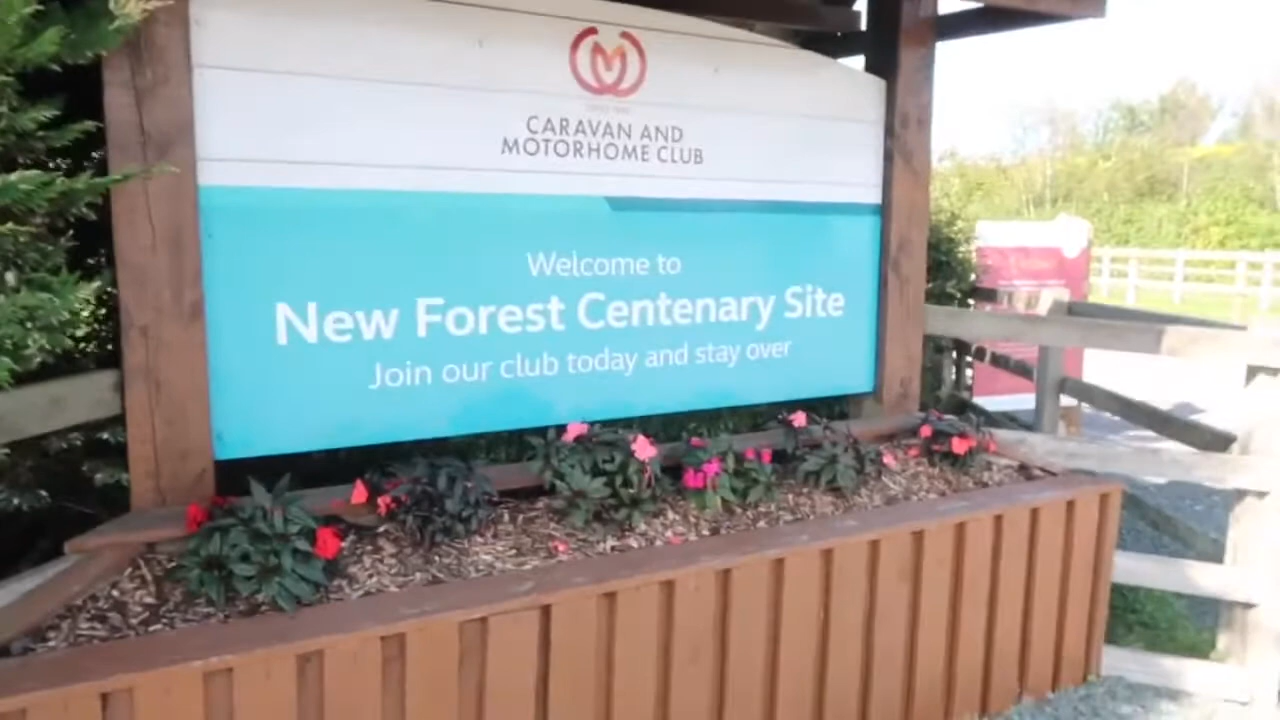 CARAVAN AND
MOTORHOME CLUB
Welcome to
New Forest Centenary Site
Join our club today and stay over